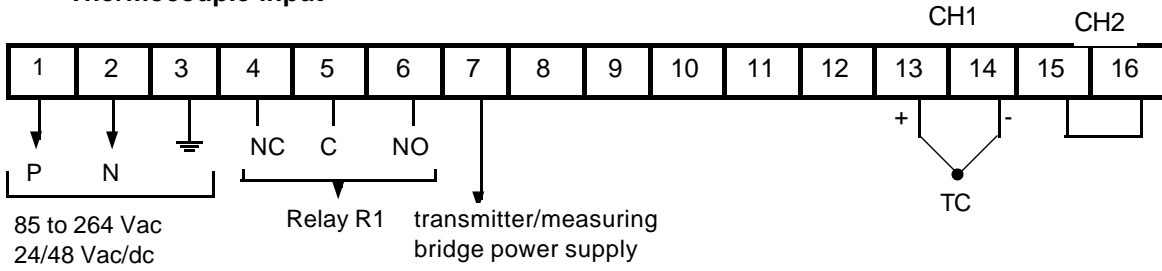 Thermocouple input
CH1
CH2
1 2 3 4 5 6 7 8 9 10 11 12 13 14 15 16
+ -
NC C NO
P N
TC
Relay R1
transmitter/measuring
bridge power supply
85 to 264 Vac
24/48 Vac/dc